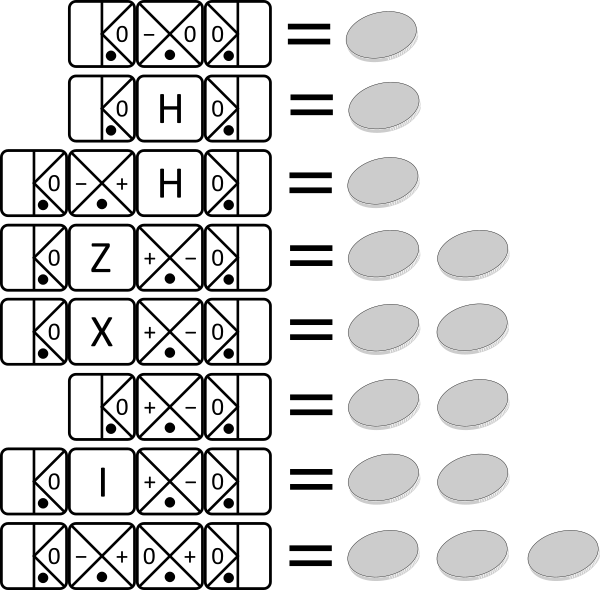 0 − 0 0 =
0 H 0 =
0 − + H 0 =
0 Z + − 0 =
0 X + − 0 =
0 + − 0 =
0 I + − 0 =
0 − + 0 + 0 =